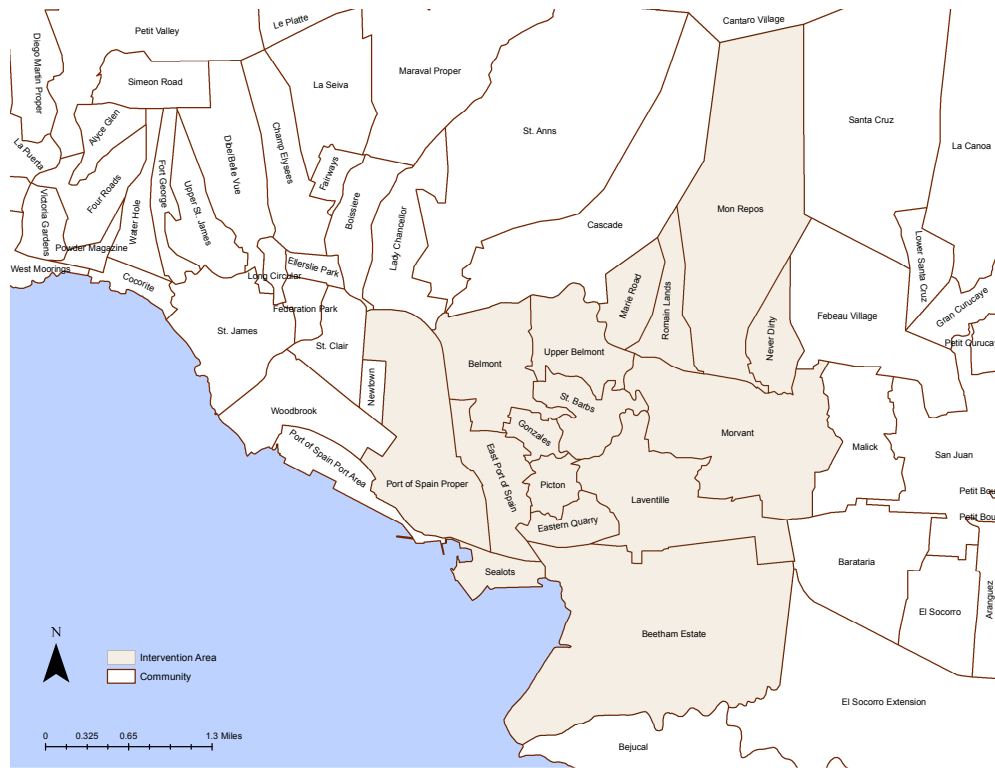 Cantaro Village
Le Platte
Petit Valley
Diego Martin Proper
La Seiva
Maraval Proper
Simeon Road
Santa Cruz
Alyce Glen
St. Anns
La Canoa
La Puerta
Dibe/Belle Vue
Champ Elysees
Fairways
Fort George
Four Roads
Upper St. James
Boissiere
Victoria Gardens
Water Hole
Mon Repos
Cascade
Lady Chancellor
Powder Magazine
West Moorings
Cocorite
Long Circular
Ellerslie Park
Lower Santa Cruz
Gran Curucaye
Marie Road
Romain Lands
Federation Park
St. James
Febeau Village
Never Dirty
Petit Curucay
St. Clair
Upper Belmont
Belmont
Newtown
St. Barbs
Woodbrook
Gonzales
Morvant
Malick
San Juan
Port of Spain Port Area
East Port of Spain
Port of Spain Proper
Picton
Laventille
Petit Bou
Petit Bou
Eastern Quarry
Barataria
Sealots
El Socorro
Aranguez
Beetham Estate
N
Intervention Area
Community
El Socorro Extension
0 0.325 0.65 1.3 Miles
Bejucal